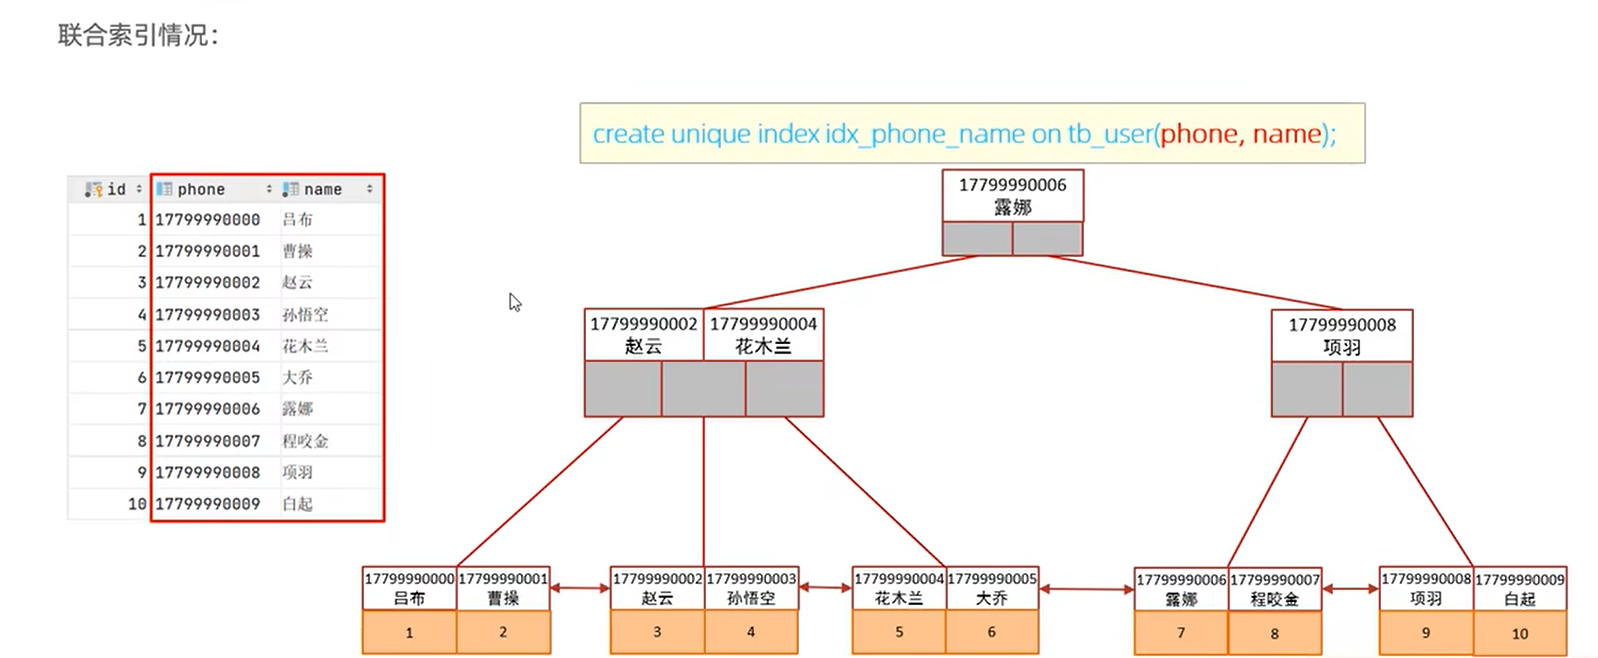 联合索引情况：
create unique index idx_phone_name on tb_user(phone, name);
id phone name
1 17799990000 吕布
2 17799990001 曹操
3 17799990002 赵云
4 17799990003 孙悟空
5 17799990004 花木兰
6 17799990005 大乔
7 17799990006 露娜
8 17799990007 程咬金
9 17799990008 项羽
10 17799990009 白起
17799990006
露娜
17799990002 17799990004
赵云 花木兰
17799990008
项羽
17799990000 17799990001
吕布 曹操
1 2
17799990002 17799990003
赵云 孙悟空
3 4
17799990004 17799990005
花木兰 大乔
5 6
17799990006 17799990007
露娜 程咬金
7 8
17799990008 17799990009
项羽 白起
9 10